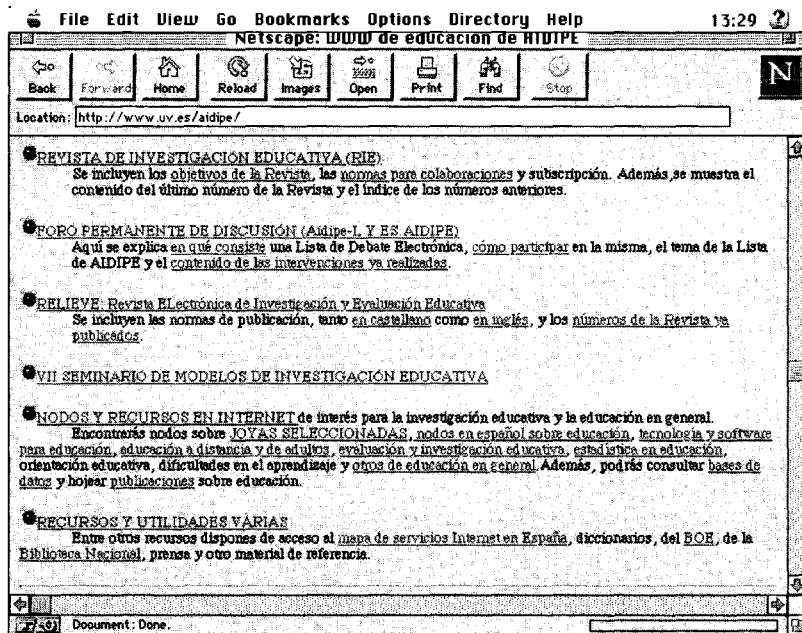 File Edit View Go Bookmarks Options Directory Help 13:29
Netscape: WWW de educación de AIDIPE
Back Forward Home Reload Images Open Print Find Stop
N
Location: http://www.uv.es/aidipe/
REVISTA DE INVESTIGACIÓN EDUCATIVA (RIE)
Se incluyen los objetivos de la Revista, las normas para colaboraciones y subscripción. Además, se muestra el
contenido del último número de la Revista y el índice de los números anteriores.
FORO PERMANENTE DE DISCUSIÓN (Aidipe-L Y ES AIDIPE)
Aquí se explica en qué consiste una Lista de Debate Electrónica, cómo participar en la misma, el tema de la Lista
de AIDIPE y el contenido de las intervenciones ya realizadas.
RELIEVE: Revista ELectrónica de Investigación y Evaluación Educativa
Se incluyen las normas de publicación, tanto en castellano como en inglés, y los números de la Revista ya
publicados.
VII SEMINARIO DE MODELOS DE INVESTIGACIÓN EDUCATIVA
NODOS Y RECURSOS EN INTERNET de interés para la investigación educativa y la educación en general.
Encontrarás nodos sobre JOYAS SELECCIONADAS, nodos en español sobre educación, tecnología y software
para educación, educación a distancia y de adultos, evaluación y investigación educativa, estadística en educación,
orientación educativa, dificultades en el aprendizaje y otros de educación en general. Además, podrás consultar bases de
datos y hojear publicaciones sobre educación.
RECURSOS Y UTILIDADES VARIAS
Entre otros recursos dispones de acceso al mapa de servicios Internet en España, diccionarios, del BOE, de la
Biblioteca Nacional, prensa y otro material de referencia.
Document: Done.